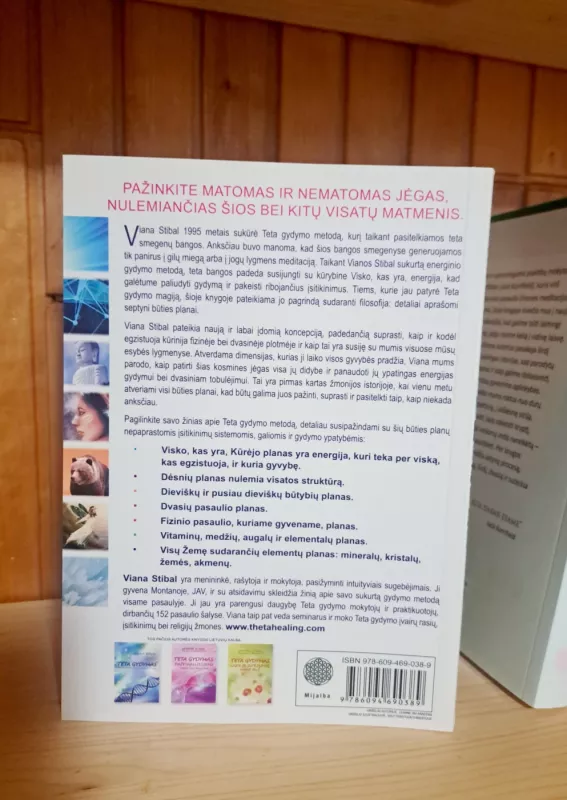 PAŽINKITE MATOMAS IR NEMATOMAS JĖGAS,
NULEMIANČIAS ŠIOS BEI KITŲ VISATŲ MATMENIS.
Viana Stibal 1995 metais sukūrė Teta gydymo metodą, kurį taikant pasitelkiamos teta
smegenų bangos. Anksčiau buvo manoma, kad šios bangos smegenyse generuojamos
tik panirus į gilų miegą arba į jogų lygmens meditaciją. Taikant Vianos Stibal sukurtą energinio
gydymo metodą, teta bangos padeda susijungti su kūrybine Visko, kas yra, energija, kad
galėtume paliudyti gydymą ir pakeisti ribojančius įsitikinimus. Tiems, kurie jau patyrė Teta
gydymo magiją, šioje knygoje pateikiama jo pagrindą sudaranti filosofija: detaliai aprašomi
septyni būties planai.
Viana Stibal pateikia naują ir labai įdomią koncepciją, padedančią suprasti, kaip ir kodėl
egzistuoja kūrinija fizinėje bei dvasinėje plotmėje ir kaip tai yra susiję su mumis visuose mūsų
esybės lygmenyse. Atverdama dimensijas, kurias ji laiko visos gyvybės pradžia, Viana mums
parodo, kaip patirti šias kosmines jėgas visą jų didybe ir panaudoti jų ypatingas energijas
gydymui bei dvasiniam tobulėjimui. Tai yra pirmas kartas žmonijos istorijoje, kai vienu metu
atveriami visi būties planai, kad būtų galima juos pažinti, suprasti ir pasitelkti taip, kaip niekada
anksčiau.
Pagilinkite savo žinias apie Teta gydymo metodą, detaliau susipažindami su šių būties planų
nepaprastomis įsitikinimų sistemomis, galiomis ir gydymo ypatybėmis:
• Visko, kas yra, Kūrėjo planas yra energija, kuri teka per viską,
kas egzistuoja, ir kuria gyvybę.
• Dėsnių planas nulemia visatos struktūrą.
• Dieviškų ir pusiau dieviškų būtybių planas.
• Dvasių pasaulio planas.
• Fizinio pasaulio, kuriame gyvename, planas.
• Vitaminų, medžių, augalų ir elementalų planas.
• Visų Žemę sudarančių elementų planas: mineralų, kristalų,
žemės, akmenų.
Viana Stibal yra menininkė, rašytoja ir mokytoja, pasižyminti intuityviais sugebėjimais. Ji
gyvena Montanoje, JAV, ir su atsidavimu skleidžia žinią apie savo sukurtą gydymo metodą
visame pasaulyje. Ji jau yra parengusi daugybę Teta gydymo mokytojų ir praktikuotojų,
dirbančių 152 pasaulio šalyse. Viana taip pat veda seminarus ir moko Teta gydymo įvairių rasių,
įsitikinimų bei religijų žmones. www.thetahealing.com
TETA GYDYMAS
TETA GYDYMAS
TETA GYDYMAS
Mijalba
ISBN 978-609-469-038-9
9 786094 690389